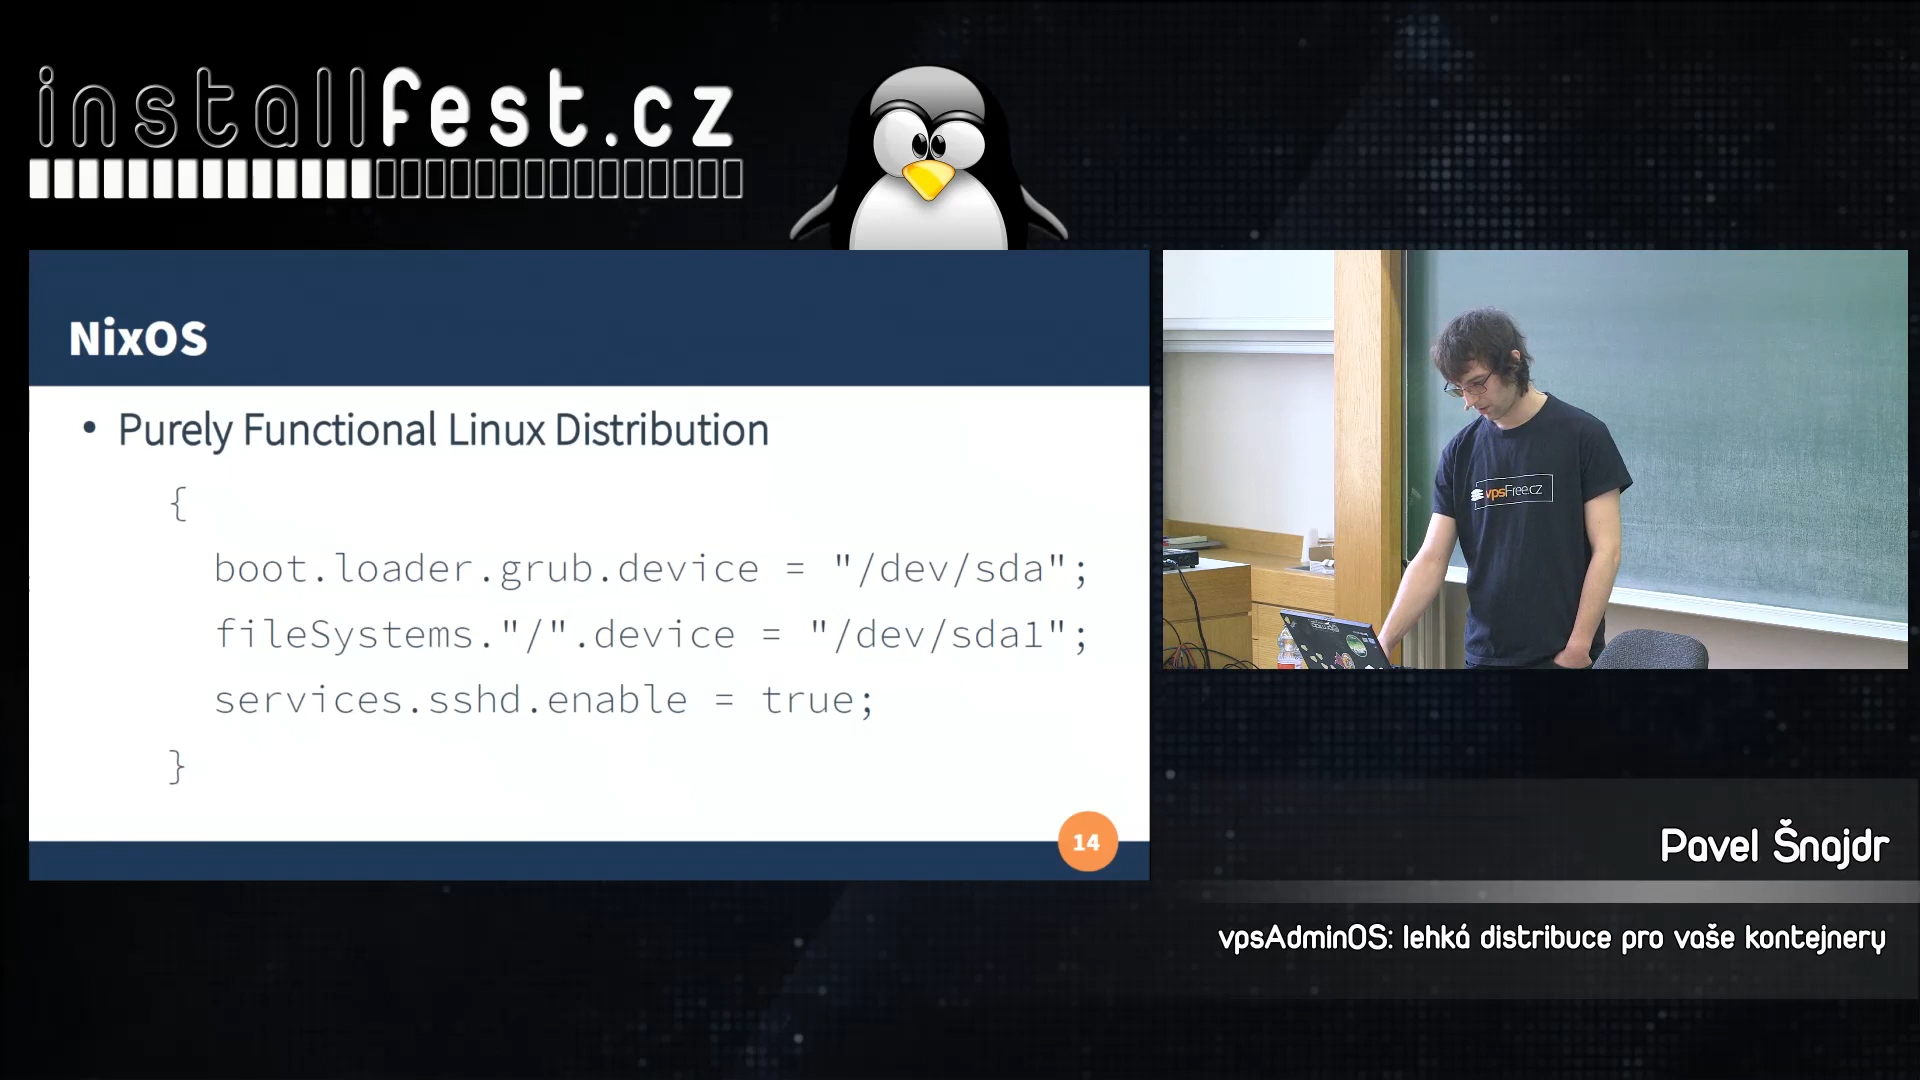 installfest.cz
NixOS
• Purely Functional Linux Distribution
{
boot.loader.grub.device = "/dev/sda";
fileSystems."/".device = "/dev/sda1";
services.sshd.enable = true;
}
14
vpsFree.cz
Pavel Šnajdr
vpsAdminOS: lehká distribuce pro vaše kontejnery